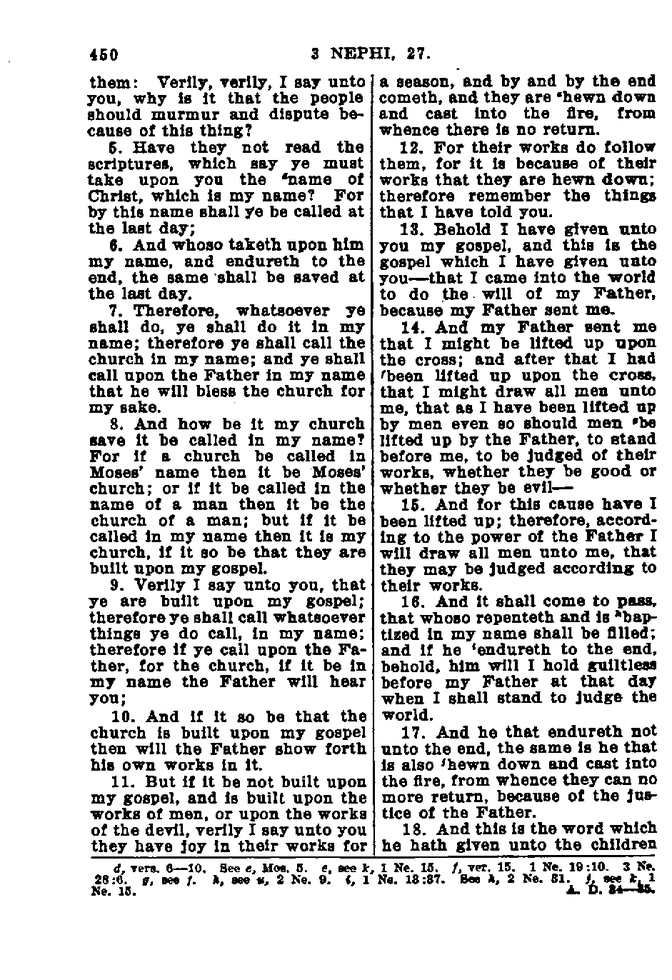 450
3 NEPHI, 27.
them: Verily, verily, I say unto
you, why is it that the people
should murmur and dispute be-
cause of this thing?
5. Have they not read the
scriptures, which say ye must
take upon you the ᵈname of
Christ, which is my name? For
by this name shall ye be called at
the last day;
6. And whoso taketh upon him
my name, and endureth to the
end, the same shall be saved at
the last day.
7. Therefore, whatsoever ye
shall do, ye shall do it in my
name; therefore ye shall call the
church in my name; and ye shall
call upon the Father in my name
that he will bless the church for
my sake.
8. And how be it my church
save it be called in my name?
For if a church be called in
Moses' name then it be Moses'
church; or if it be called in the
name of a man then it be the
church of a man; but if it be
called in my name then it is my
church, if it so be that they are
built upon my gospel.
9. Verily I say unto you, that
ye are built upon my gospel;
therefore ye shall call whatsoever
things ye do call, in my name;
therefore if ye call upon the Fa-
ther, for the church, if it be in
my name the Father will hear
you;
10. And if it so be that the
church is built upon my gospel
then will the Father show forth
his own works in it.
11. But if it be not built upon
my gospel, and is built upon the
works of men, or upon the works
of the devil, verily I say unto you
they have joy in their works for
a season, and by and by the end
cometh, and they are ᵉhewn down
and cast into the fire, from
whence there is no return.
12. For their works do follow
them, for it is because of their
works that they are hewn down;
therefore remember the things
that I have told you.
13. Behold I have given unto
you my gospel, and this is the
gospel which I have given unto
you—that I came into the world
to do the will of my Father,
because my Father sent me.
14. And my Father sent me
that I might be lifted up upon
the cross; and after that I had
ᶠbeen lifted up upon the cross,
that I might draw all men unto
me, that as I have been lifted up
by men even so should men ᵍbe
lifted up by the Father, to stand
before me, to be judged of their
works, whether they be good or
whether they be evil—
15. And for this cause have I
been lifted up; therefore, accord-
ing to the power of the Father I
will draw all men unto me, that
they may be judged according to
their works.
16. And it shall come to pass,
that whoso repenteth and is ʰbap-
tized in my name shall be filled;
and if he ⁱendureth to the end,
behold, him will I hold guiltless
before my Father at that day
when I shall stand to judge the
world.
17. And he that endureth not
unto the end, the same is he that
is also ʲhewn down and cast into
the fire, from whence they can no
more return, because of the jus-
tice of the Father.
18. And this is the word which
he hath given unto the children
d, vers. 6—10. See e, Mos. 5. e, see k, 1 Ne. 15. f, ver. 15. 1 Ne. 19:10. 3 Ne.
28:6. g, see f. h, see u, 2 Ne. 9. i, 1 Ne. 13:37. See h, 2 Ne. 31. j, see k, 1
Ne. 15.
A. D. 34—35.